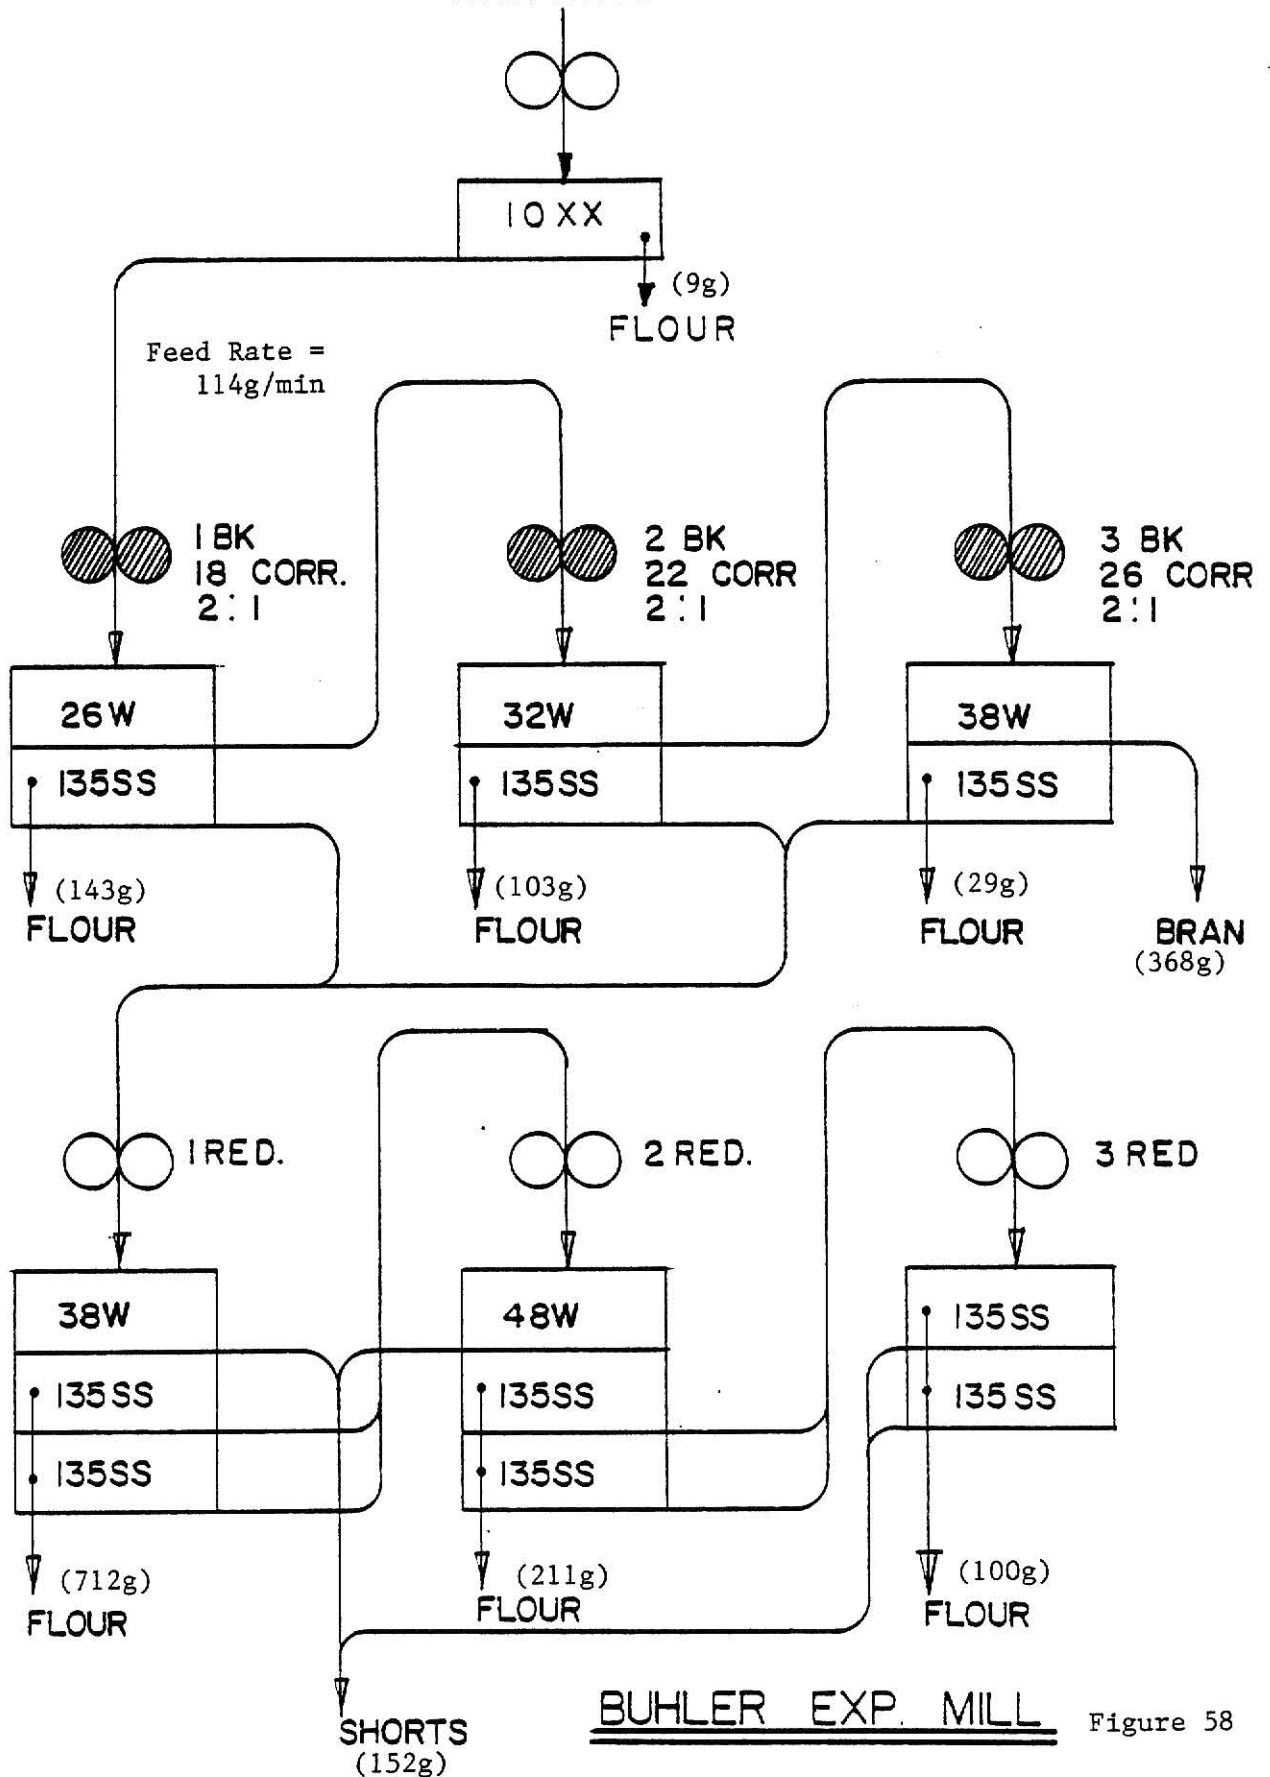 10 XX
(9g)
FLOUR
Feed Rate =
114g/min
1 BK
18 CORR.
2:1
2 BK
22 CORR
2:1
3 BK
26 CORR
2:1
26W
135SS
32W
135SS
38W
135SS
(143g)
FLOUR
(103g)
FLOUR
(29g)
FLOUR
BRAN
(368g)
1 RED.
2 RED.
3 RED
38W
135SS
135SS
48W
135SS
135SS
135SS
135SS
(712g)
FLOUR
(211g)
FLOUR
(100g)
FLOUR
SHORTS
(152g)
BUHLER EXP. MILL
Figure 58